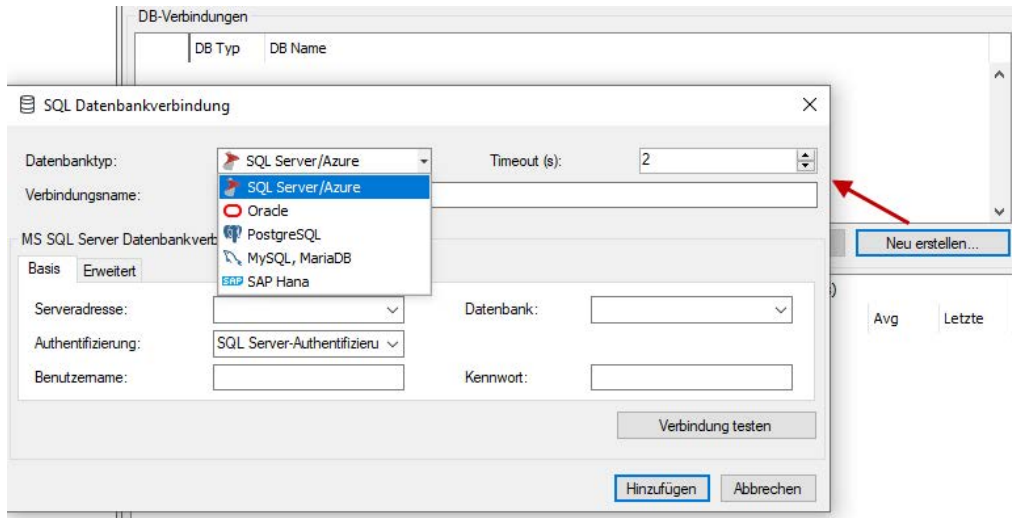 DB-Verbindungen
DB Typ DB Name
SQL Datenbankverbindung
Datenbanktyp: SQL Server/Azure Timeout (s): 2
SQL Server/Azure
Verbindungsname:
Oracle
PostgreSQL
MS SQL Server Datenbankverb
Neu erstellen...
MySQL, MariaDB
Basis Erweitert
SAP SAP Hana
Serveradresse: Datenbank:
Avg Letzte
Authentifizierung: SQL Server-Authentifizieru
Benutzername: Kennwort:
Verbindung testen
Hinzufügen Abbrechen